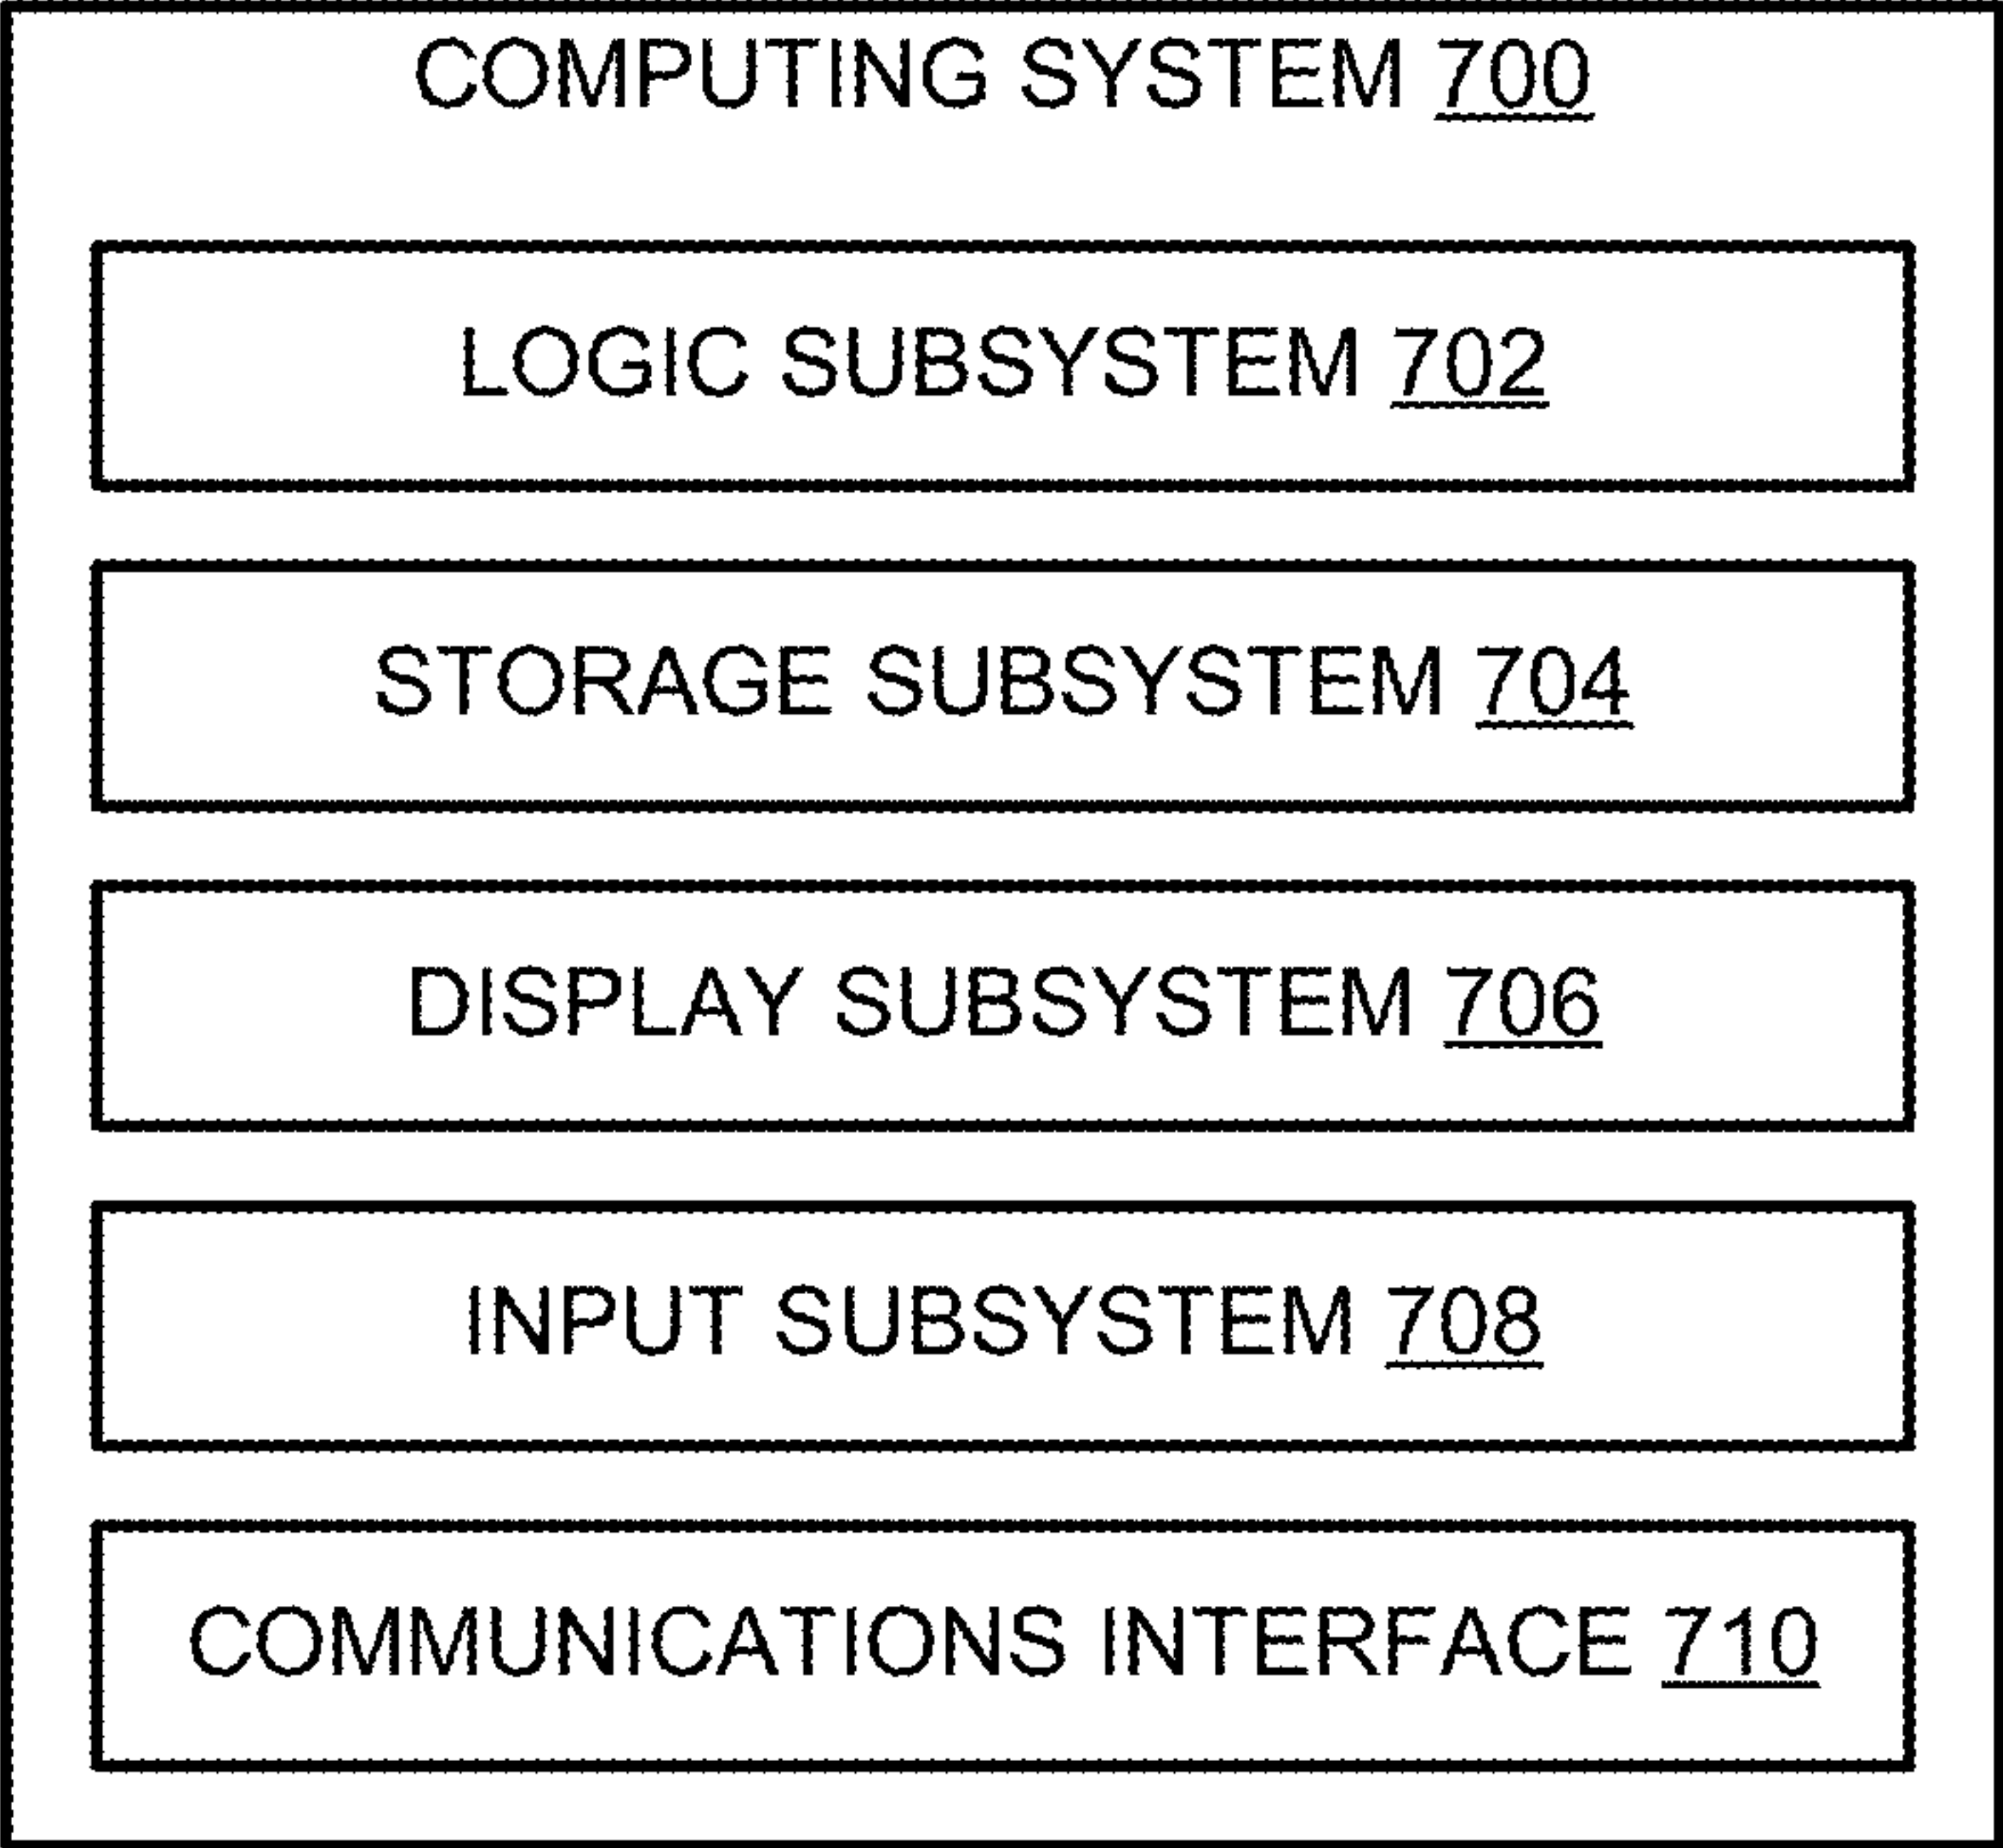 COMPUTING SYSTEM 700
LOGIC SUBSYSTEM 702
STORAGE SUBSYSTEM 704
DISPLAY SUBSYSTEM 706
INPUT SUBSYSTEM 708
COMMUNICATIONS INTERFACE 710